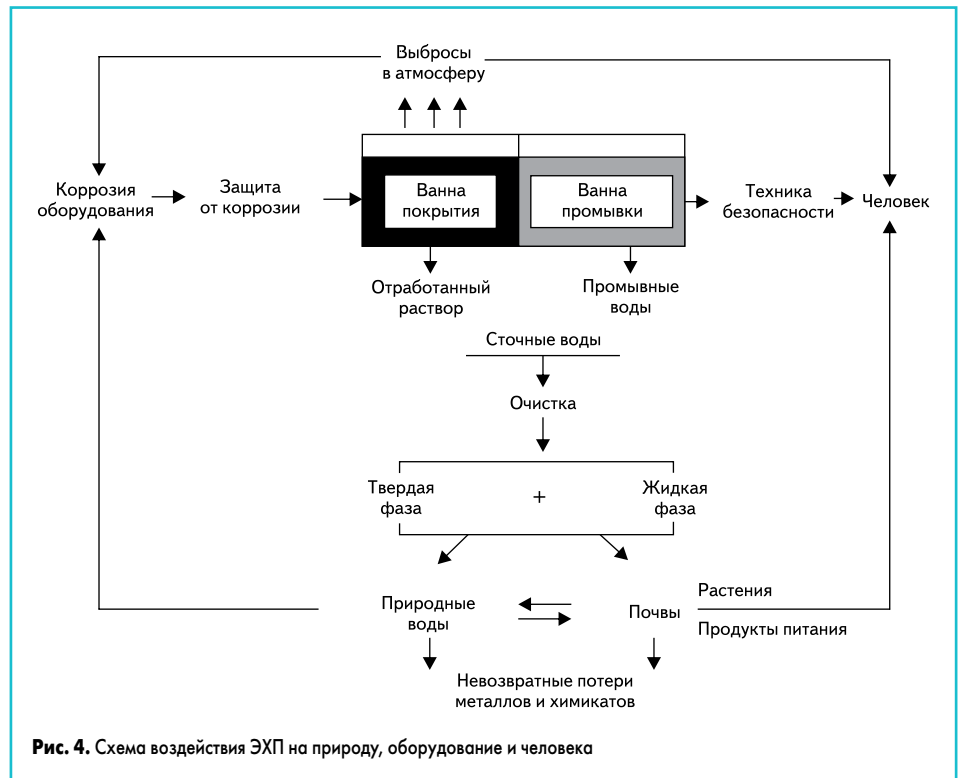 Выбросы
в атмосферу
Коррозия
оборудования
Защита
от коррозии
Ванна
покрытия
Ванна
промывки
Техника
безопасности
Человек
Отработанный
раствор
Промывные
воды
Сточные воды
Очистка
Твердая
фаза
+
Жидкая
фаза
Природные
воды
Почвы
Растения
Продукты питания
Невозвратные потери
металлов и химикатов
Рис. 4. Схема воздействия ЭХП на природу, оборудование и человека